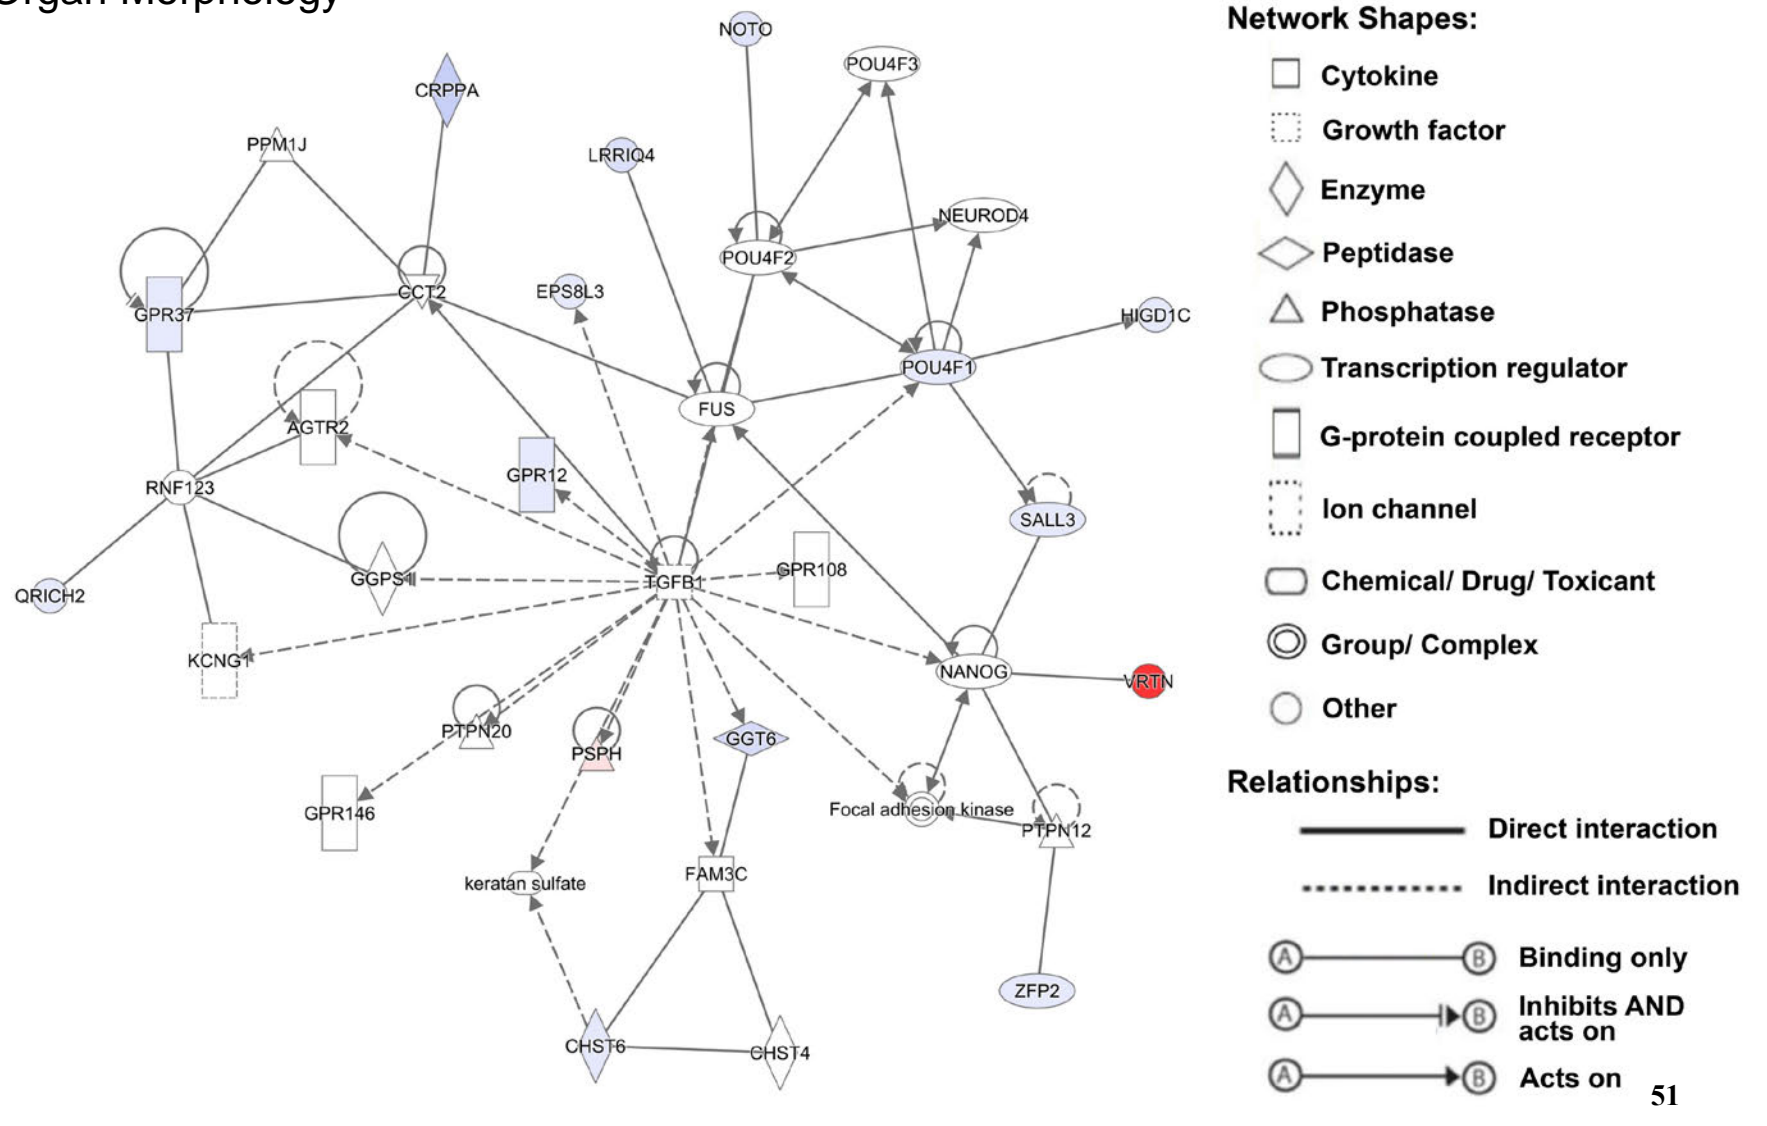 Organ Morphology
NOTO
POU4F3
CRPPA
PPM1J
LRRIQ4
NEUROD4
POU4F2
CCT2
EPS8L3
GPR37
HIGD1C
POU4F1
FUS
AGTR2
GPR12
RNF123
SALL3
GGPS1
TGFB1
GPR108
QRICH2
KCNG1
NANOG
VRTN
PTPN20
PSPH
GGT6
GPR146
Focal adhesion kinase
PTPN12
keratan sulfate
FAM3C
ZFP2
CHST6
CHST4
Network Shapes:
Cytokine
Growth factor
Enzyme
Peptidase
Phosphatase
Transcription regulator
G-protein coupled receptor
Ion channel
Chemical/ Drug/ Toxicant
Group/ Complex
Other
Relationships:
Direct interaction
Indirect interaction
A B Binding only
A B Inhibits AND
acts on
A B Acts on
51